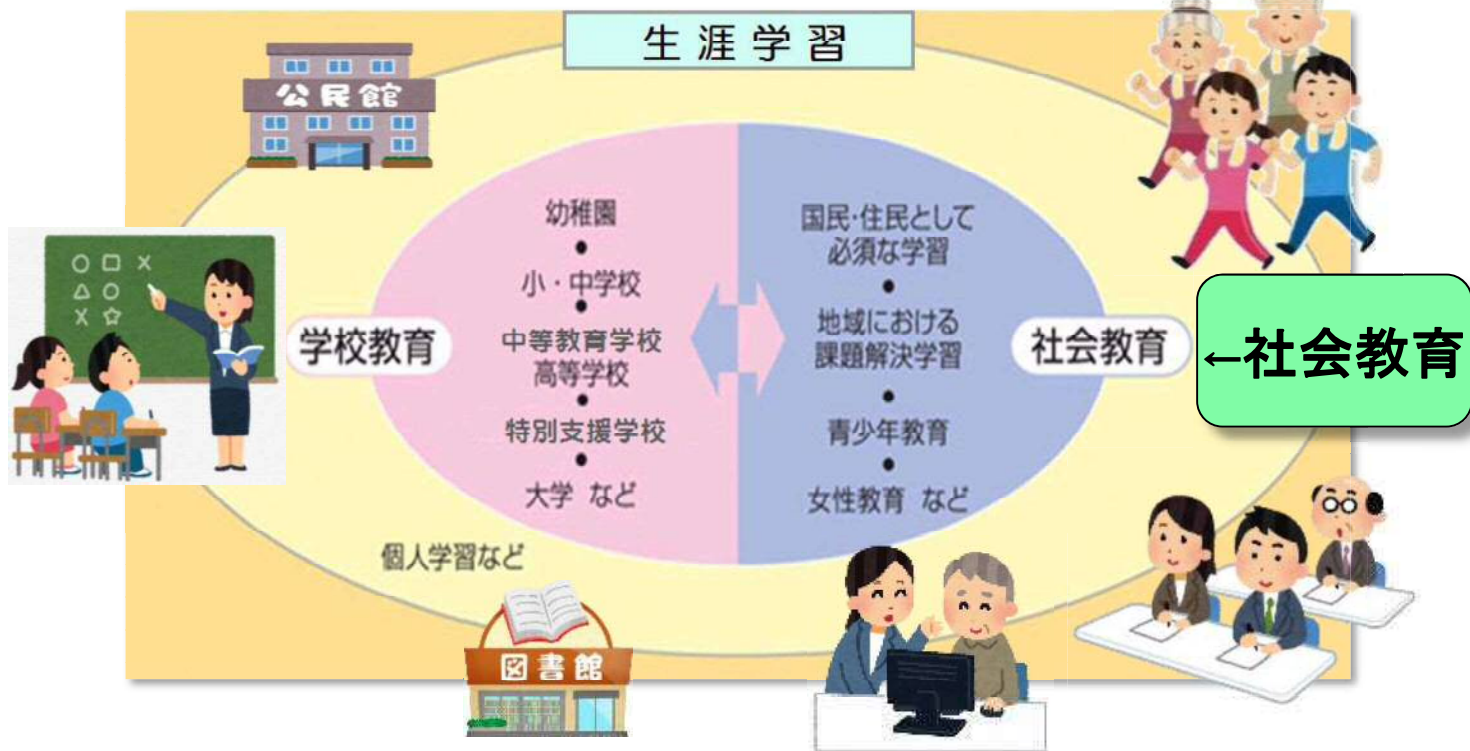 生涯学習
公民館
幼稚園
・
小・中学校
・
中等教育学校
高等学校
・
特別支援学校
・
大学 など
学校教育
国民・住民として
必須な学習
・
地域における
課題解決学習
・
青少年教育
・
女性教育 など
社会教育
←社会教育
個人学習など
図書館